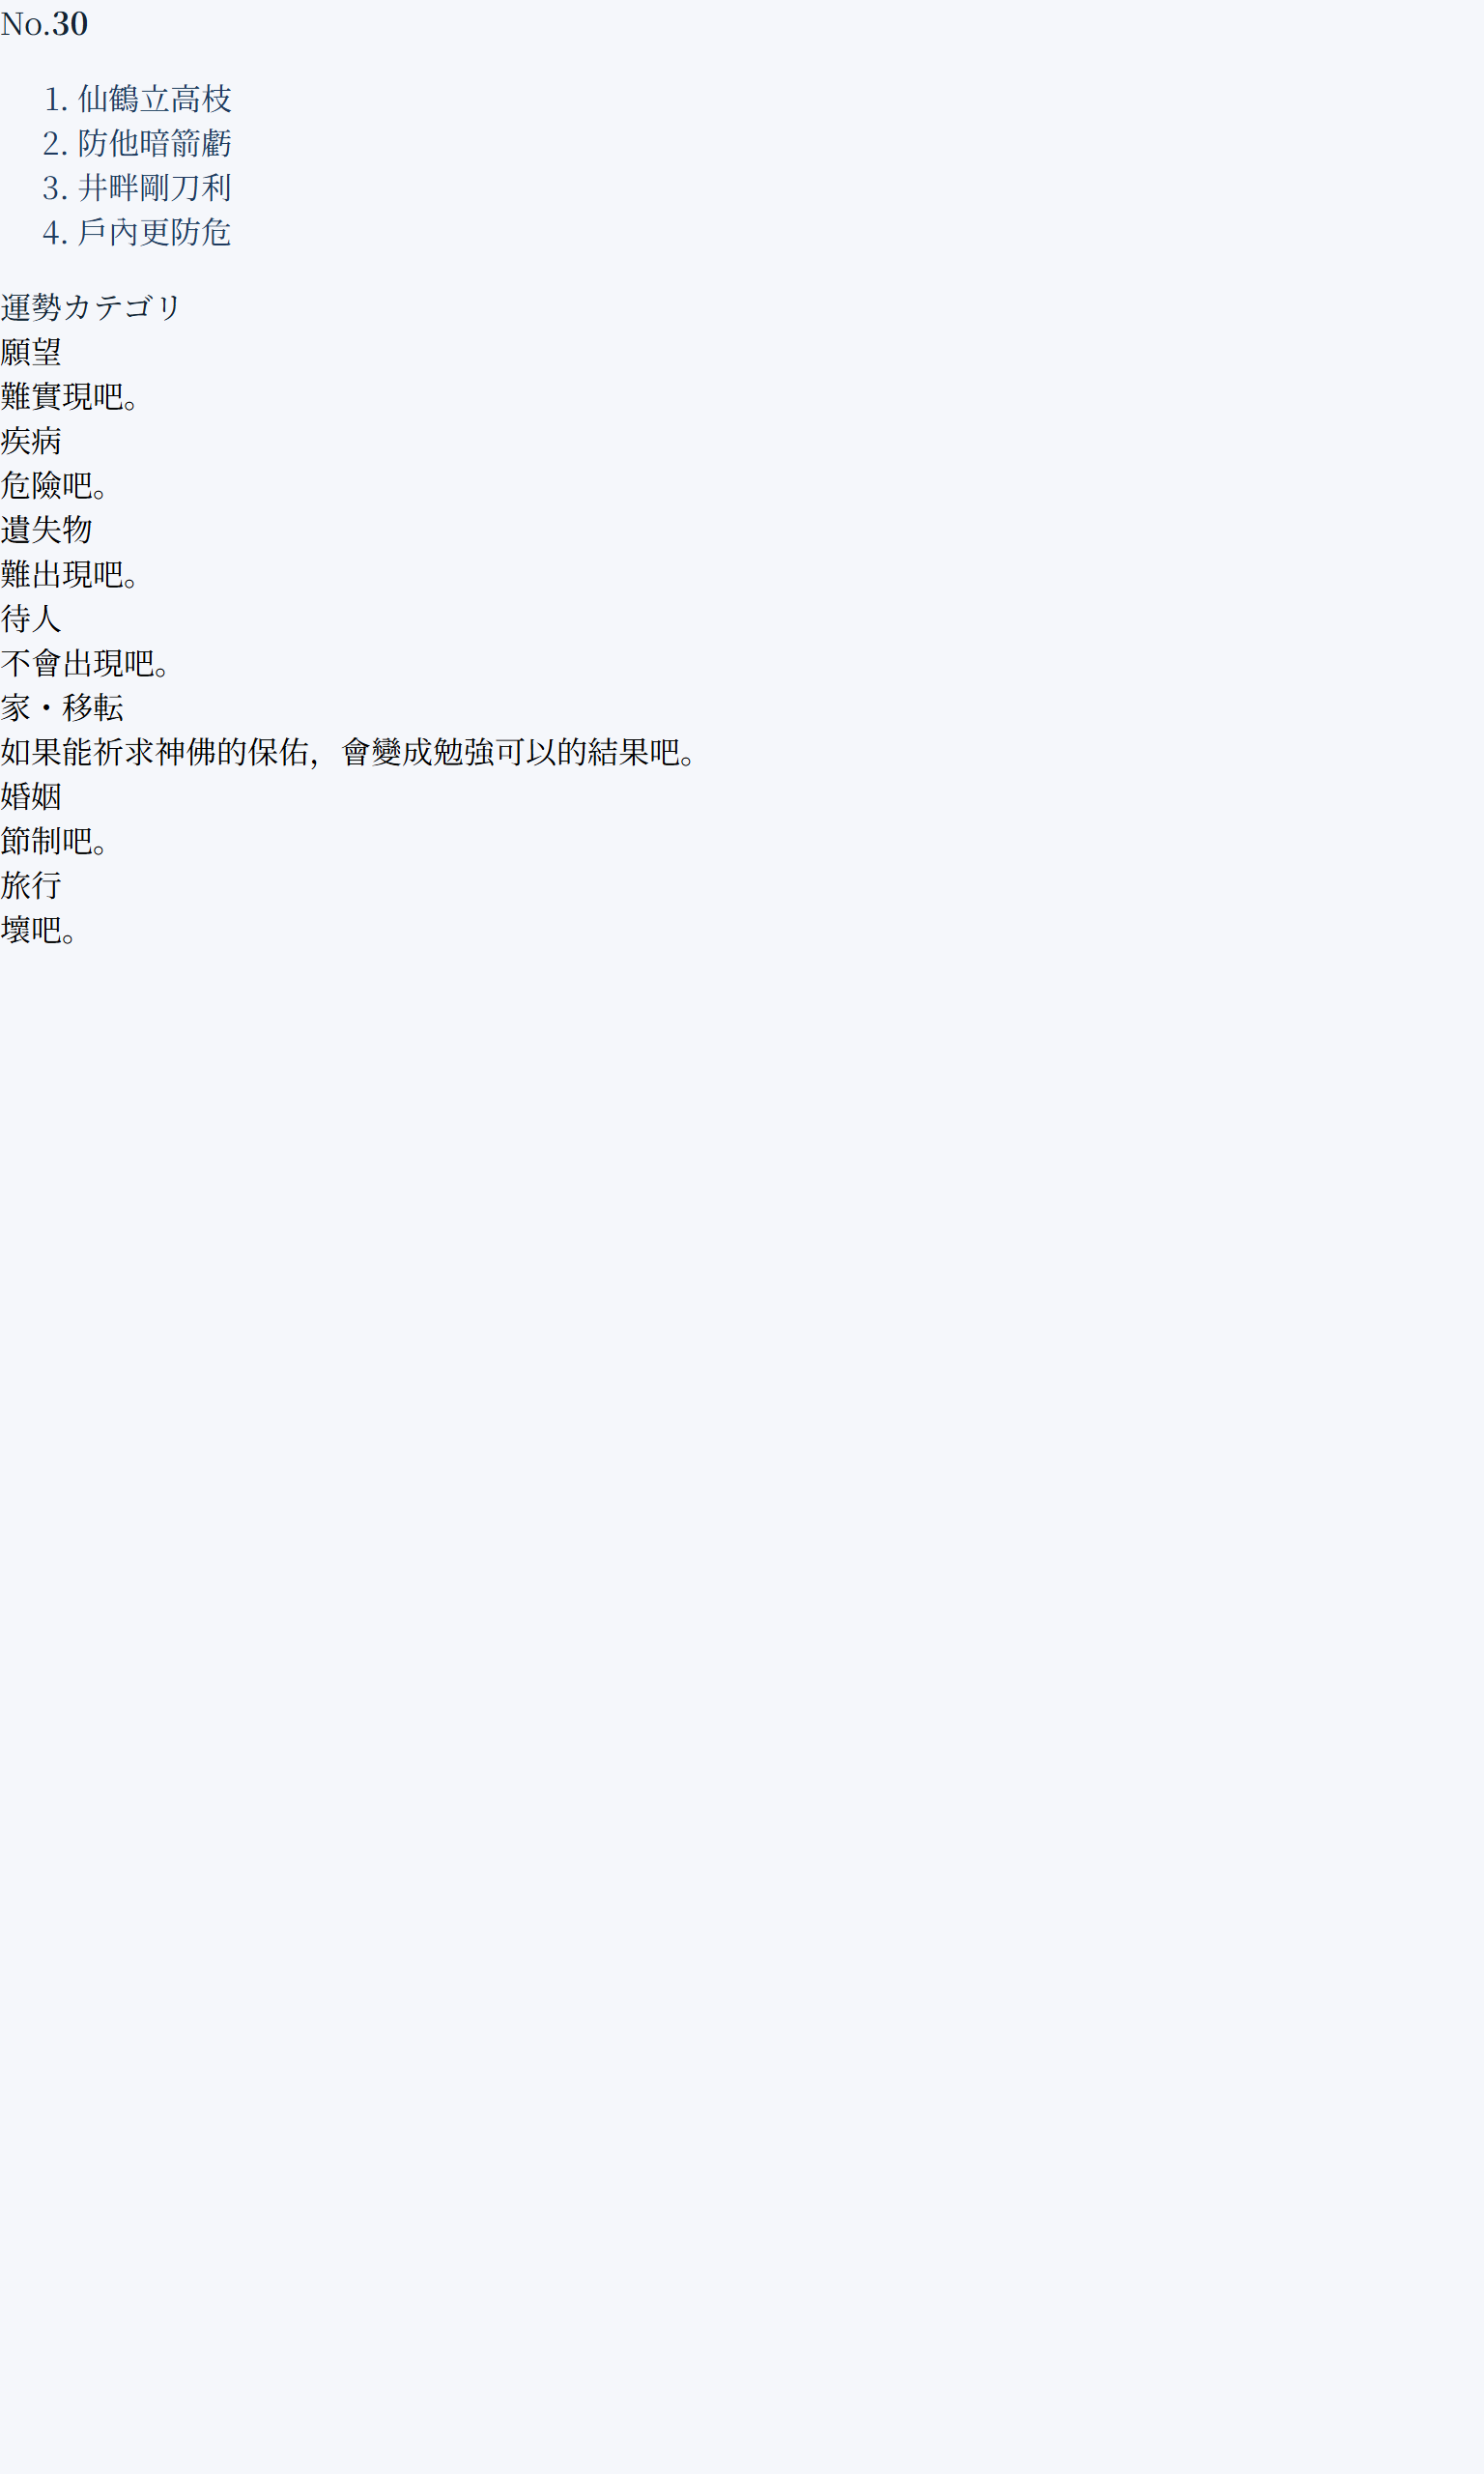 No.30
1. 仙鶴立高枝
2. 防他暗箭虧
3. 井畔剛刀利
4. 戶內更防危
運勢カテゴリ
願望
難實現吧。
疾病
危險吧。
遺失物
難出現吧。
待人
不會出現吧。
家・移転
如果能祈求神佛的保佑，會變成勉強可以的結果吧。
婚姻
節制吧。
旅行
壞吧。